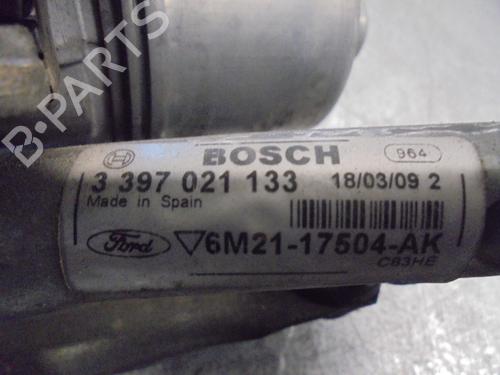 B-PARTS
BOSCH 964
3 397 021 133 18/03/09 2
Made in Spain
Ford 6M21-17504-AK
C83HE